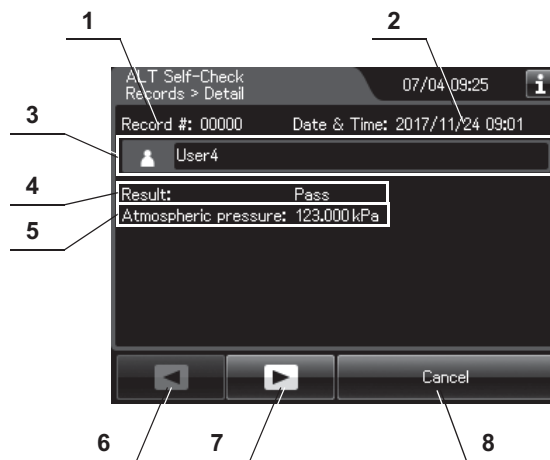 1 2
ALT Self-Check
Records > Detail
07/04 09:25 i
3
Record #: 00000 Date & Time: 2017/11/24 09:01
User4
4
Result: Pass
5
Atmospheric pressure: 123.000 kPa
Cancel
6 7 8